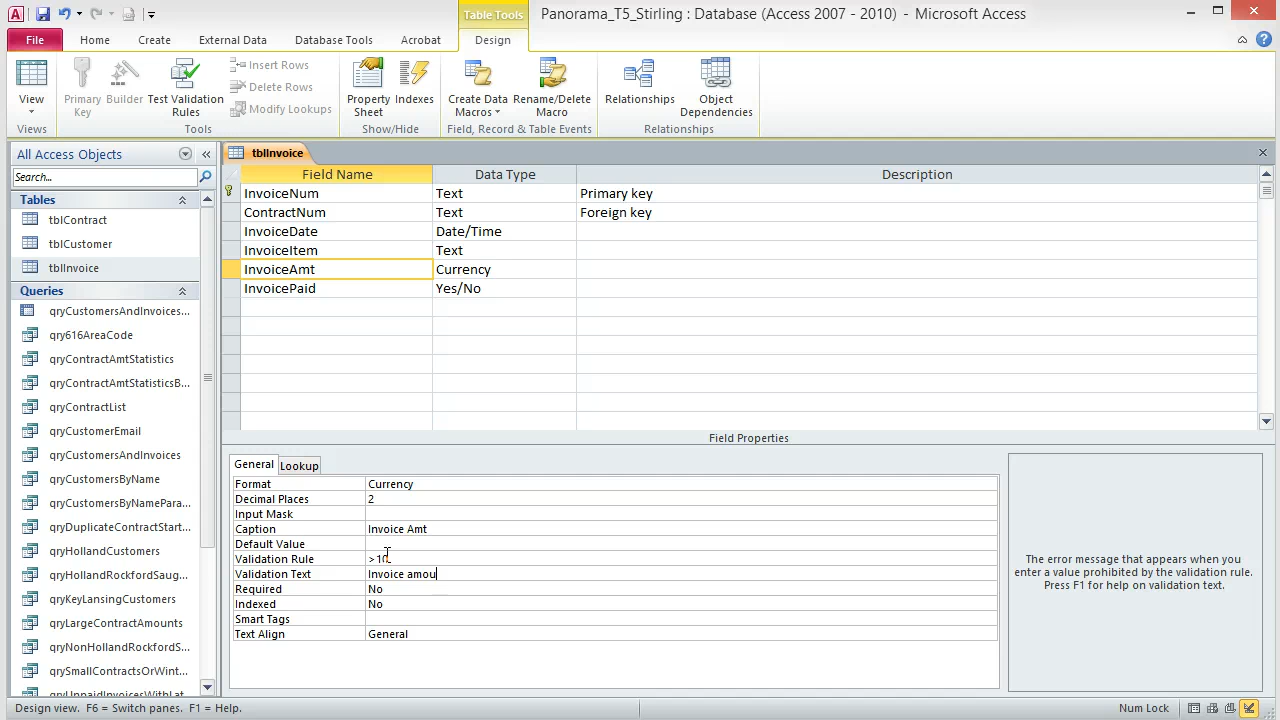 Table Tools
Panorama_T5_Stirling : Database (Access 2007 - 2010) - Microsoft Access
File Home Create External Data Database Tools Acrobat Design
View
Primary Key
Builder
Test Validation Rules
Insert Rows
Delete Rows
Modify Lookups
Property Sheet
Indexes
Create Data Macros
Rename/Delete Macro
Relationships
Object Dependencies
Views Tools Show/Hide Field, Record & Table Events Relationships
All Access Objects
Search...
Tables
tblContract
tblCustomer
tblInvoice
Queries
qryCustomersAndInvoices...
qry616AreaCode
qryContractAmtStatistics
qryContractAmtStatisticsB...
qryContractList
qryCustomerEmail
qryCustomersAndInvoices
qryCustomersByName
qryCustomersByNamePara...
qryDuplicateContractStart...
qryHollandCustomers
qryHollandRockfordSaug...
qryKeyLansingCustomers
qryLargeContractAmounts
qryNonHollandRockfordS...
qrySmallContractsOrWint...
qryUnpaidInvoicesWithLat...
tblInvoice
Field Name Data Type Description
InvoiceNum Text Primary key
ContractNum Text Foreign key
InvoiceDate Date/Time
InvoiceItem Text
InvoiceAmt Currency
InvoicePaid Yes/No
Field Properties
General Lookup
Format Currency
Decimal Places 2
Input Mask
Caption Invoice Amt
Default Value
Validation Rule >10
Validation Text Invoice amou
Required No
Indexed No
Smart Tags
Text Align General
The error message that appears when you
enter a value prohibited by the validation rule.
Press F1 for help on validation text.
Design view. F6 = Switch panes. F1 = Help.
Num Lock